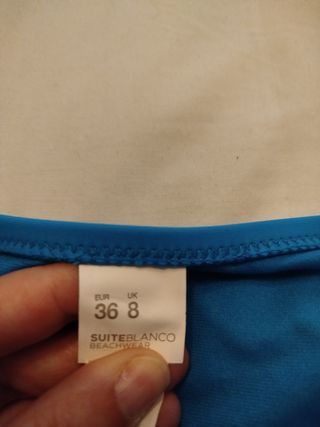 EUR UK
36 8
SUITEBLANCO
BEACHWEAR